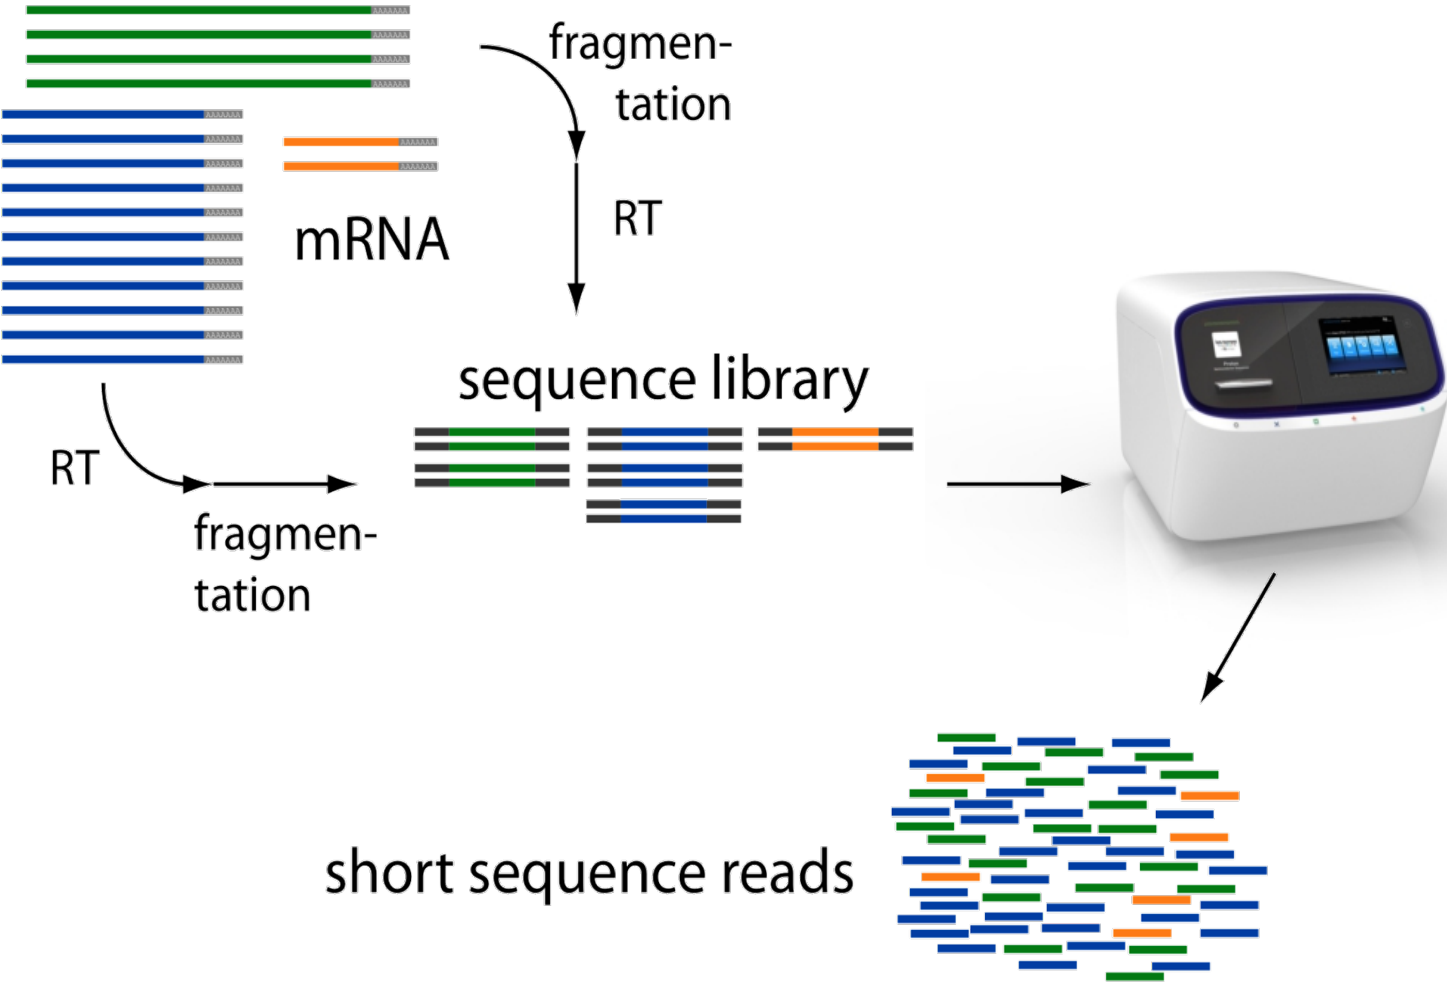 fragmen-
tation
mRNA
RT
sequence library
RT
fragmen-
tation
short sequence reads